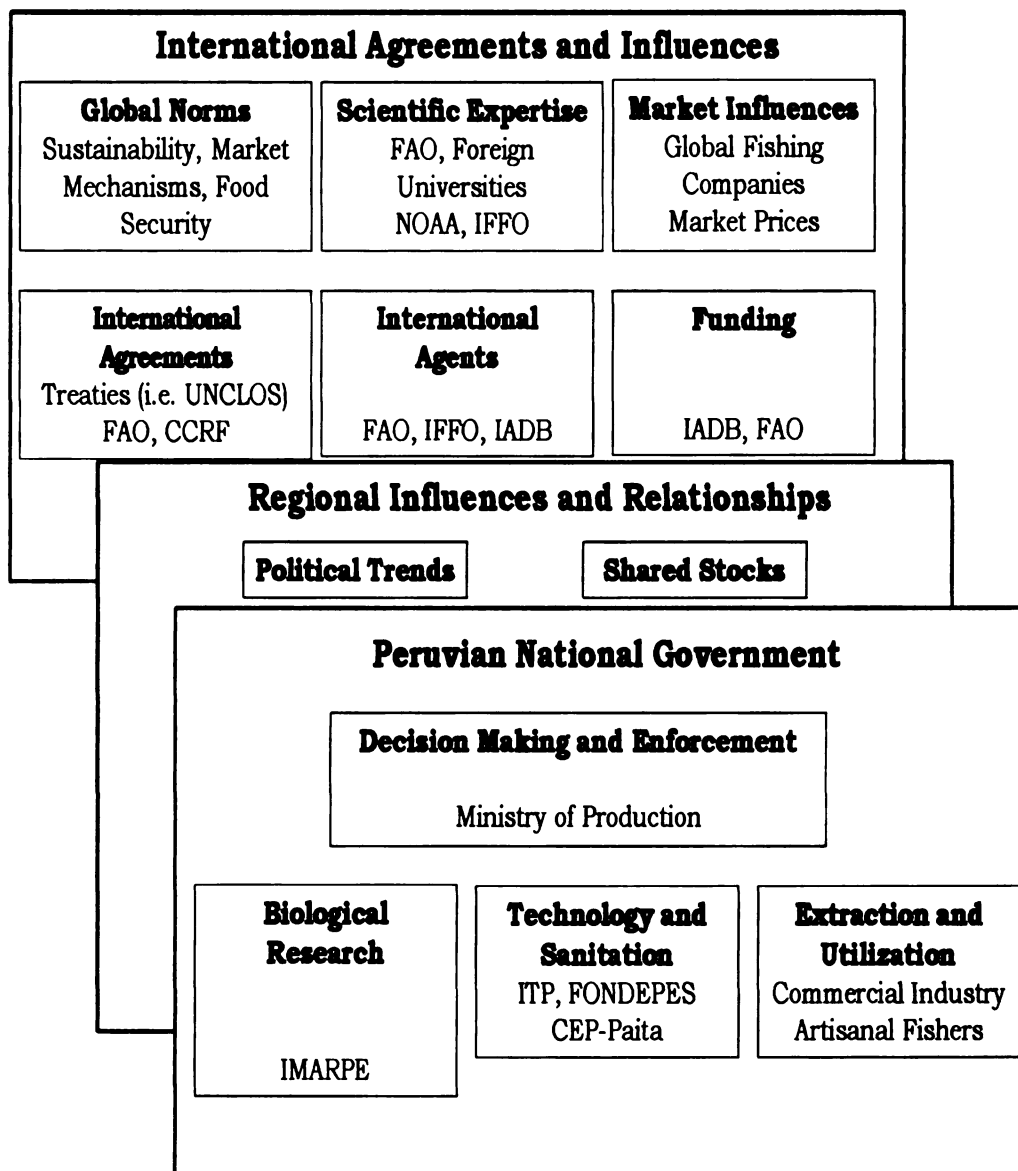 International Agreements and Influences
Global Norms
Sustainability, Market
Mechanisms, Food
Security
Scientific Expertise
FAO, Foreign
Universities
NOAA, IFFO
Market Influences
Global Fishing
Companies
Market Prices
International
Agreements
Treaties (i.e. UNCLOS)
FAO, CCRF
International
Agents
FAO, IFFO, IADB
Funding
IADB, FAO
Regional Influences and Relationships
Political Trends
Shared Stocks
Peruvian National Government
Decision Making and Enforcement
Ministry of Production
Biological
Research
IMARPE
Technology and
Sanitation
ITP, FONDEPES
CEP-Paita
Extraction and
Utilization
Commercial Industry
Artisanal Fishers